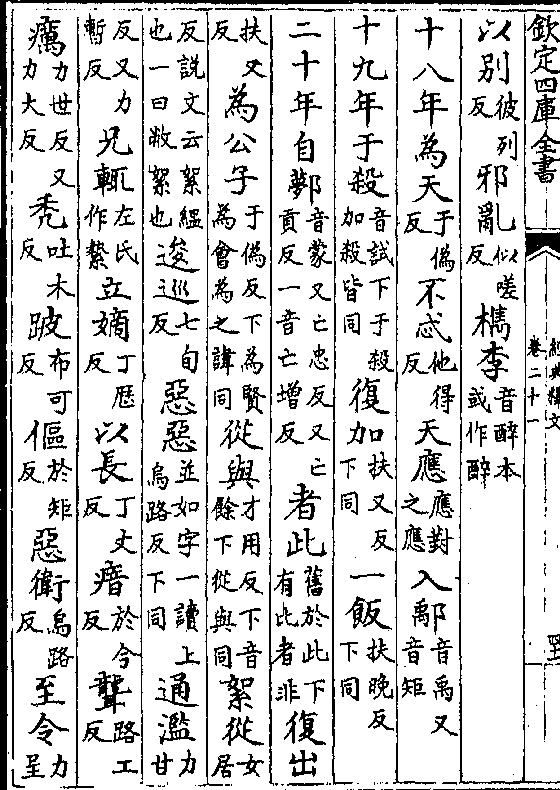 欽定四庫全書
經典釋文
卷二十一
以别彼列反邪亂似嗟反檇李音醉本或作醉
十八年為天于偽反不忒他得反天應應對之應入鄅音禹又音矩
十九年于殺音試下于殺加殺皆同復加扶又反下同一飯扶晚反下同
二十年自鄸音蒙又亡忠反又亡貢反一音亡増反者此舊於此下有此者非復出
扶又反為公子于偽反下為賢為會為之諱同從與才用反下音餘下從與同絮從女居
反說文云絮緼也一曰敝絮也逡巡七旬反惡惡並如字一讀上烏路反下同通濫力甘
反又力暫反兄輒左氏作縶立嫡丁歴反以長丁丈反瘖於今反聾路工反
癘力世反又力大反禿吐木反跛布可反傴於矩反惡衛烏路反至令力呈